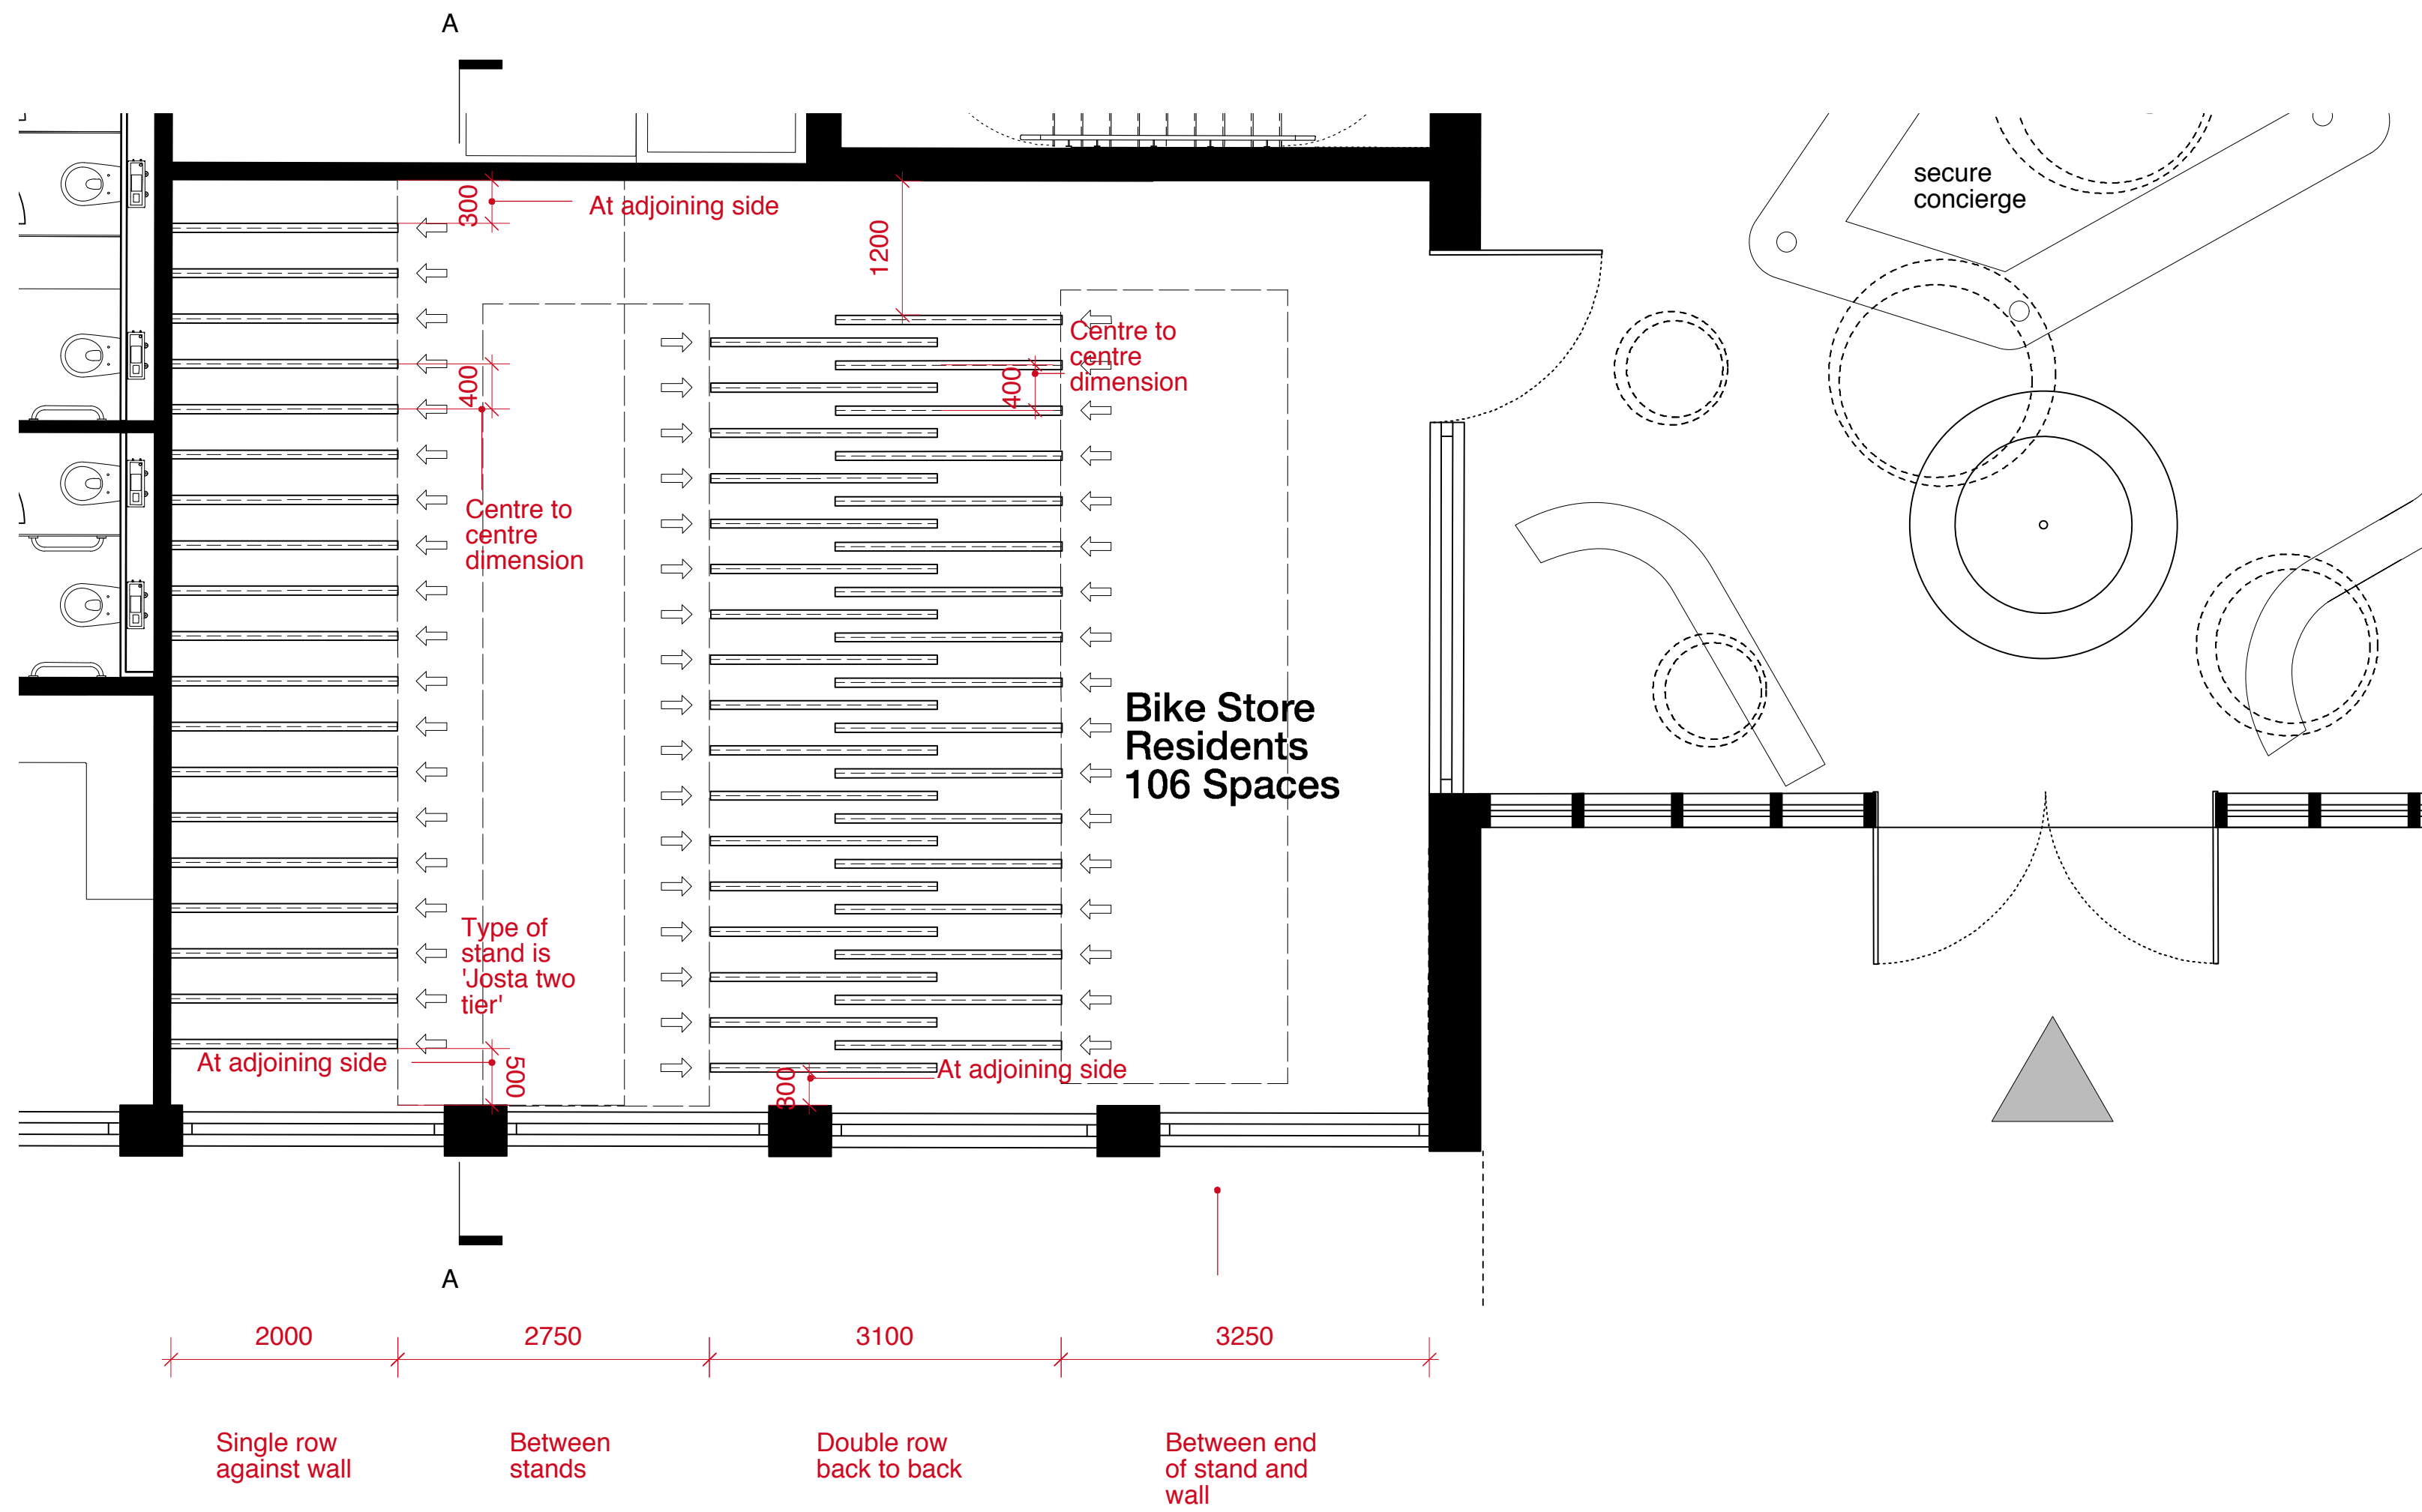 A
secure
concierge
300
At adjoining side
1200
400
Centre to
centre
dimension
400
Centre to
centre
dimension
Bike Store
Residents
106 Spaces
Type of
stand is
'Josta two
tier'
At adjoining side
500
300
At adjoining side
A
2000
2750
3100
3250
Single row
against wall
Between
stands
Double row
back to back
Between end
of stand and
wall